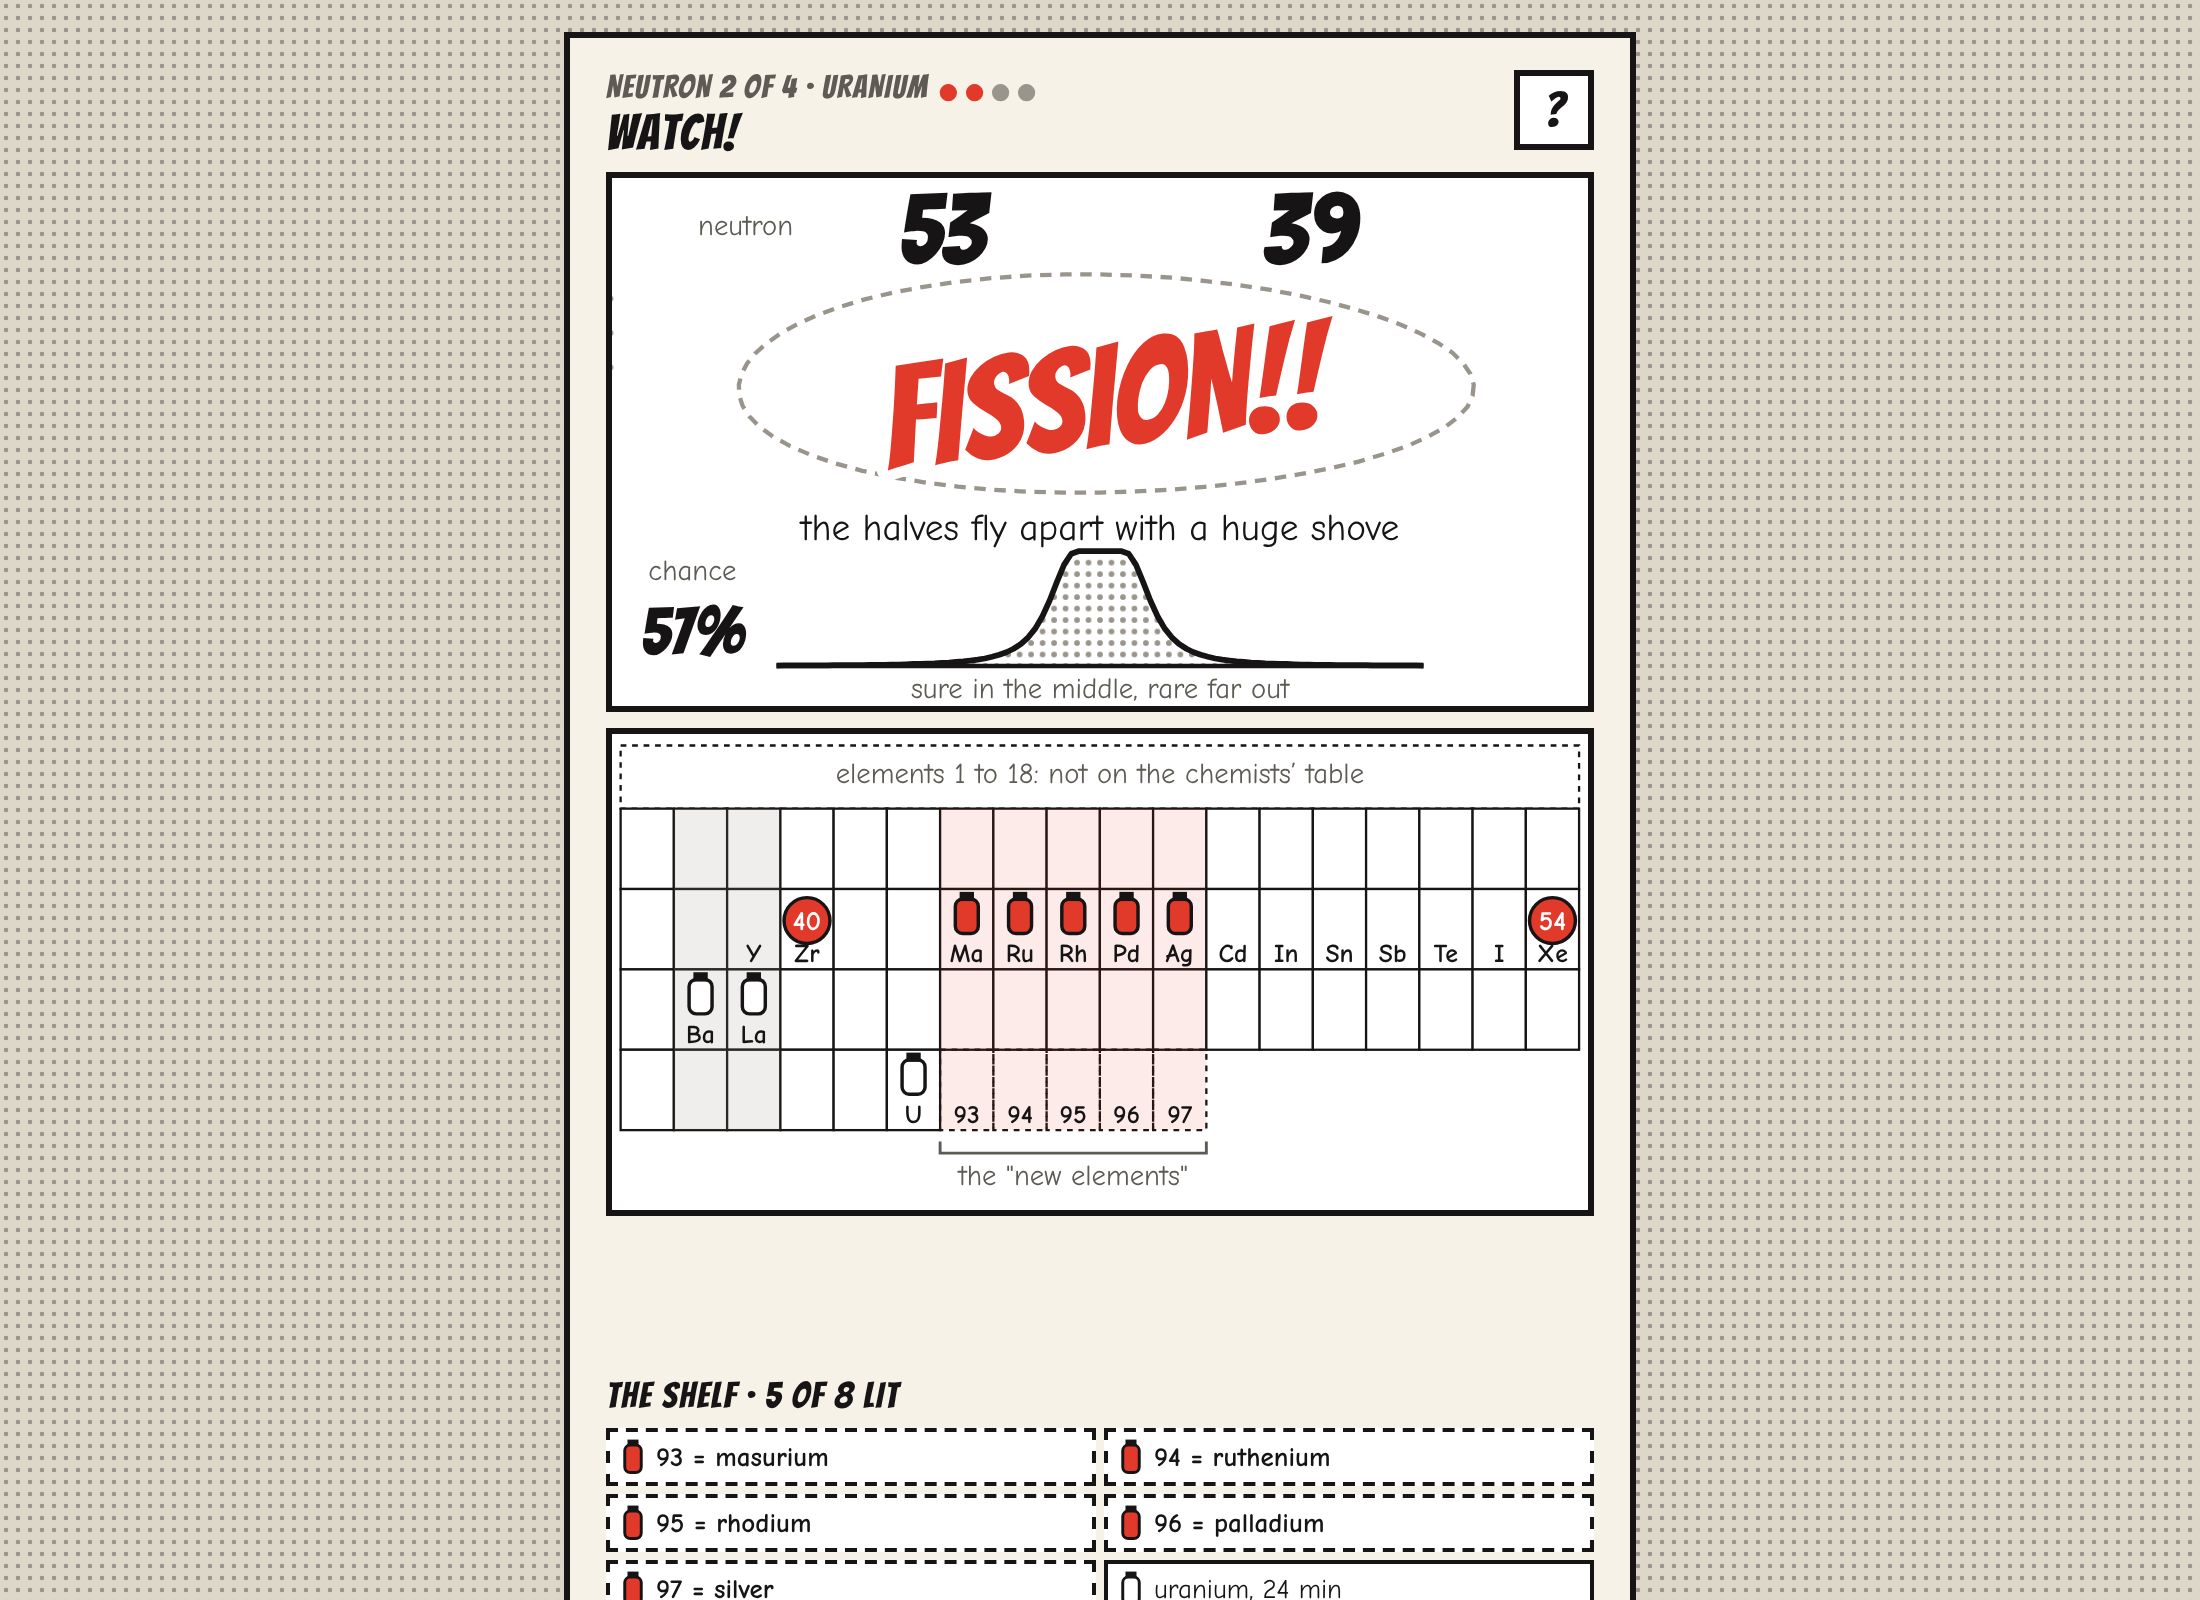 NEUTRON 2 OF 4 · URANIUM
WATCH!
?
neutron
53
39
FISSION!!
the halves fly apart with a huge shove
chance
57%
sure in the middle, rare far out
elements 1 to 18: not on the chemists' table
40
54
Y Zr Ma Ru Rh Pd Ag Cd In Sn Sb Te I Xe
Ba La
U 93 94 95 96 97
the "new elements"
THE SHELF · 5 OF 8 LIT
93 = masurium
94 = ruthenium
95 = rhodium
96 = palladium
97 = silver
uranium, 24 min